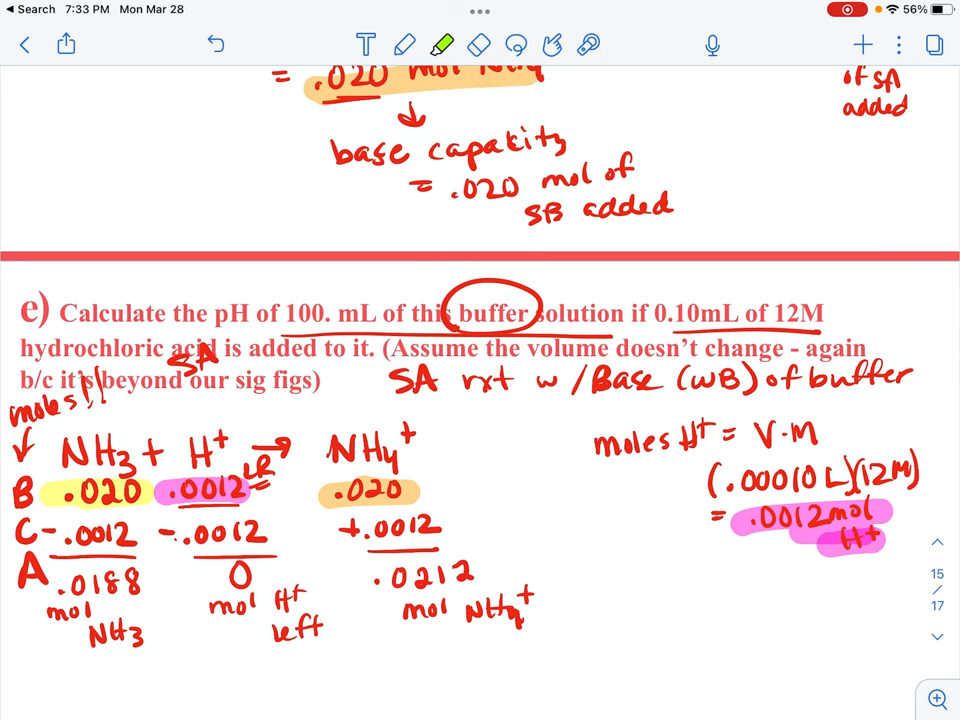 Search 7:33 PM Mon Mar 28
56%
= .020 mol NH4
of SA
added
base capacity
= .020 mol of
SB added
e) Calculate the pH of 100. mL of this buffer solution if 0.10mL of 12M
hydrochloric acid is added to it. (Assume the volume doesn't change - again
b/c it's beyond our sig figs)
SA
SA rxt w/Base (WB) of buffer
moles!!
NH3 + H+ → NH4+
LR
B .020 .0012 .020
C -.0012 -.0012 +.0012
A .0188 0 .0212
mol NH3
mol H+ left
mol NH4+
moles H+ = V·M
(.00010 L)(12M)
= .0012mol
H+
15
/
17